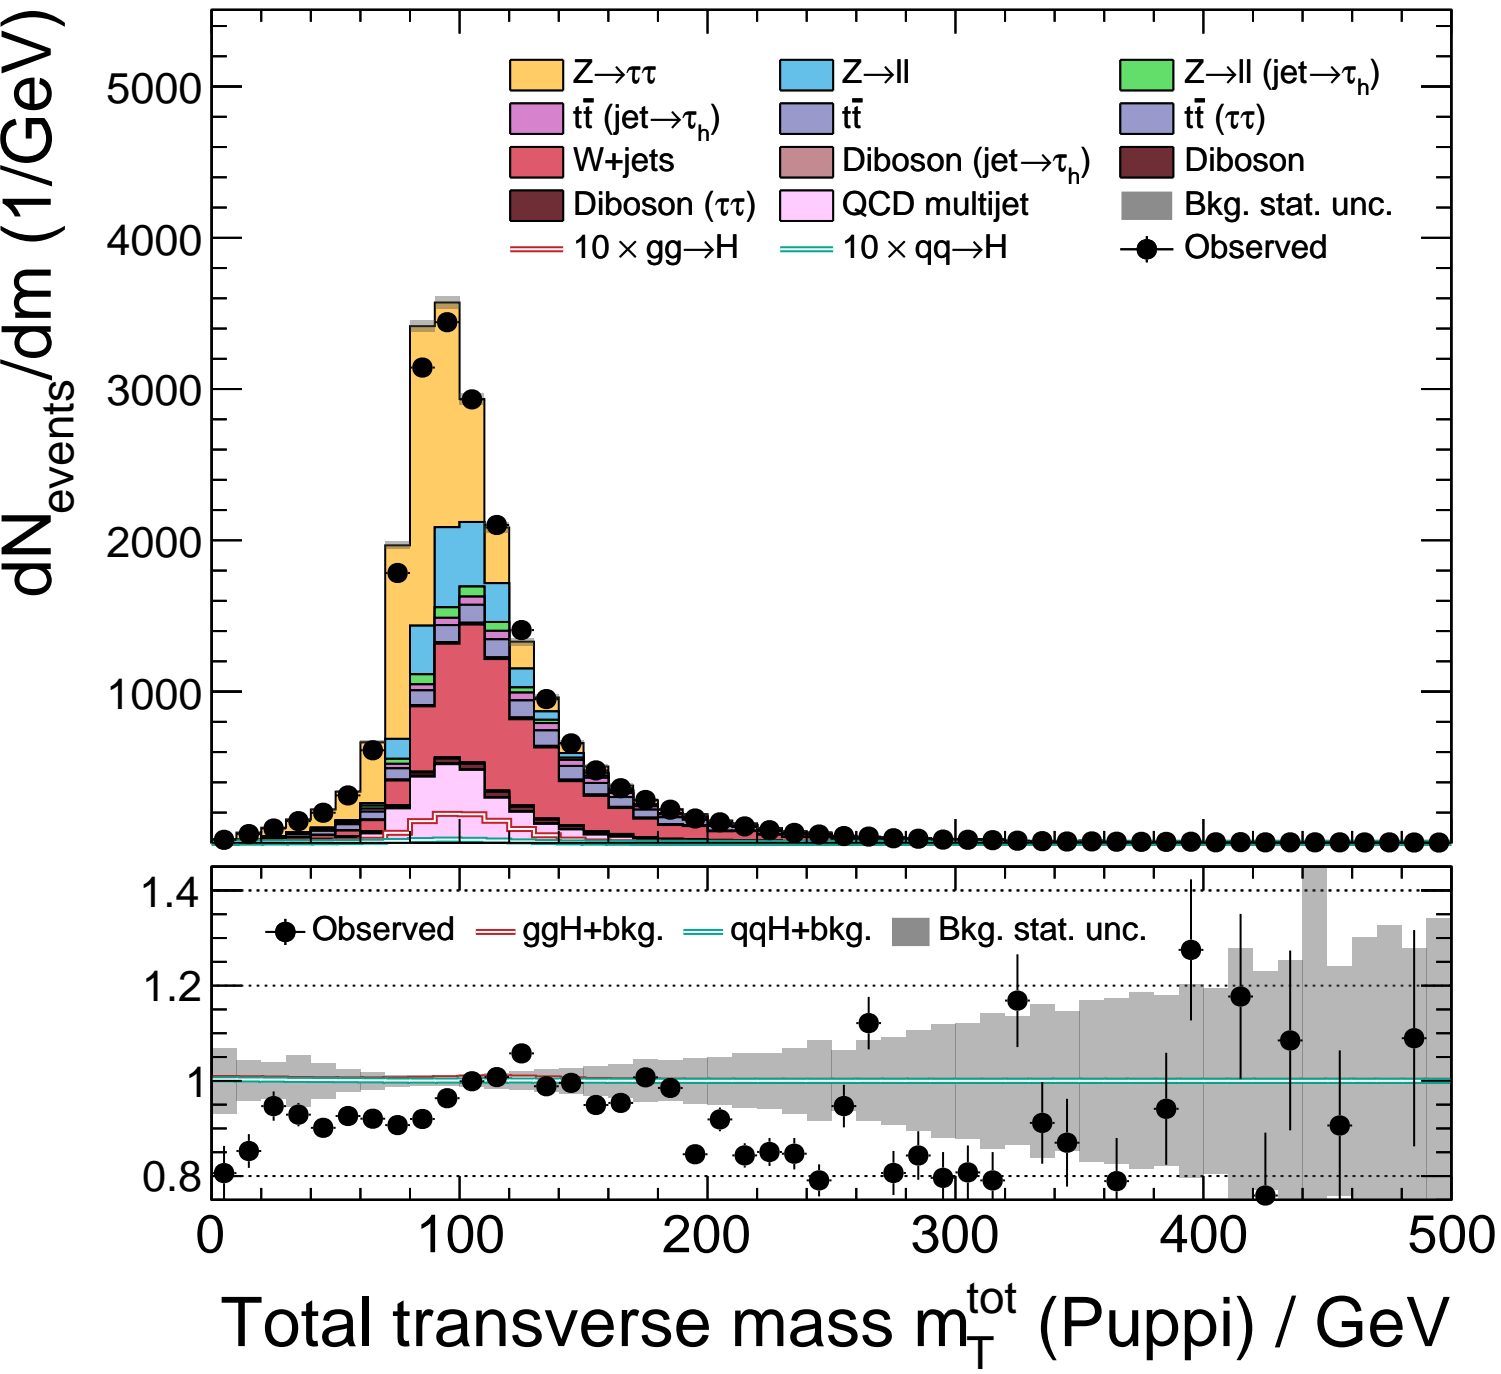 dN_events/dm (1/GeV)
5000
4000
3000
2000
1000
Z→ττ Z→ll Z→ll (jet→τ_h)
tt̄ (jet→τ_h) tt̄ tt̄ (ττ)
W+jets Diboson (jet→τ_h) Diboson
Diboson (ττ) QCD multijet Bkg. stat. unc.
10 × gg→H 10 × qq→H Observed
1.4
1.2
1
0.8
Observed ggH+bkg. qqH+bkg. Bkg. stat. unc.
0 100 200 300 400 500
Total transverse mass m_T^tot (Puppi) / GeV